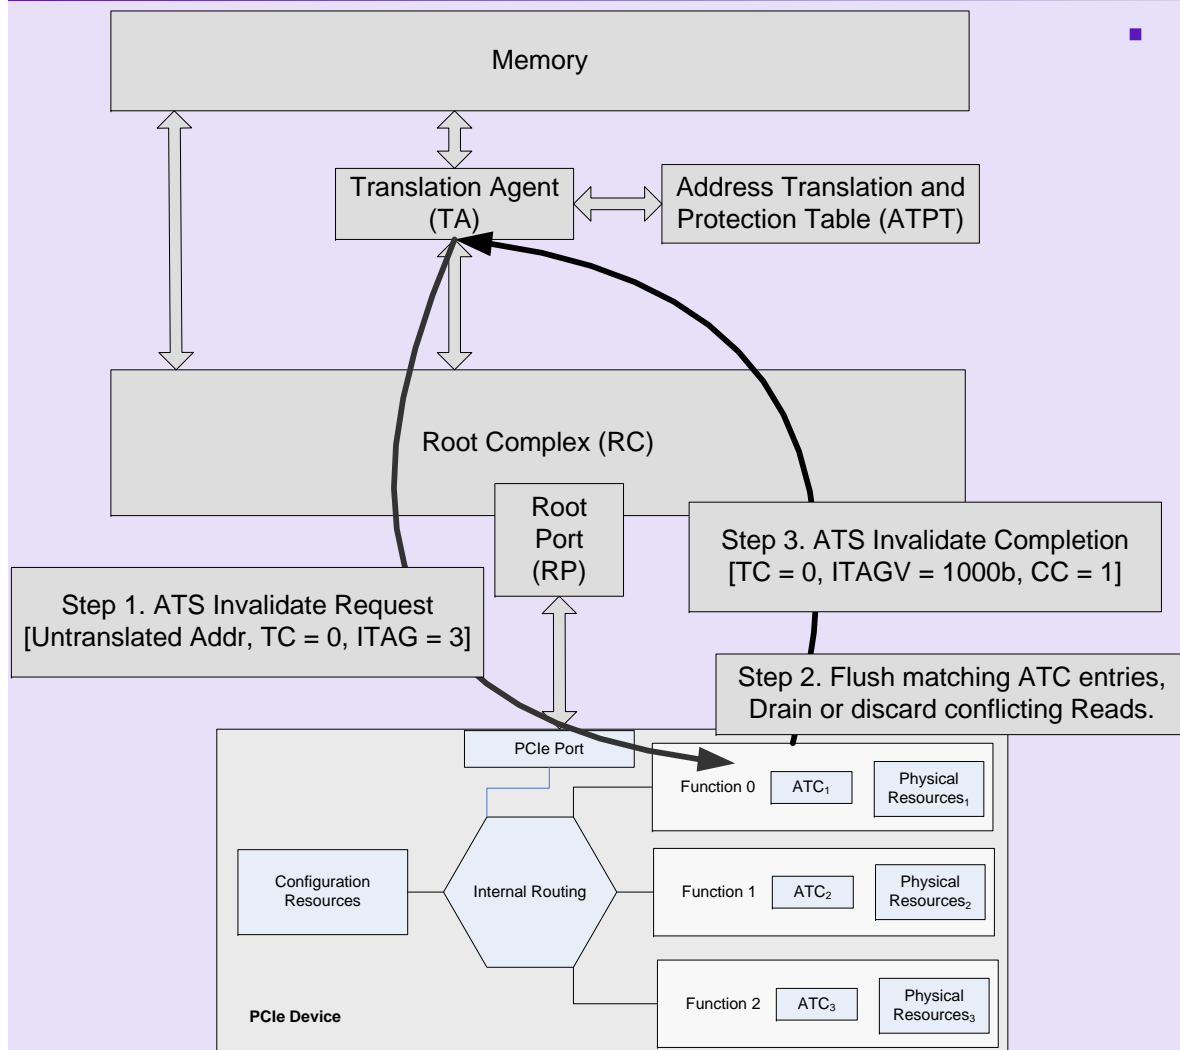 Memory
Translation Agent
(TA)
Address Translation and
Protection Table (ATPT)
Root Complex (RC)
Root
Port
(RP)
Step 3. ATS Invalidate Completion
[TC = 0, ITAGV = 1000b, CC = 1]
Step 1. ATS Invalidate Request
[Untranslated Addr, TC = 0, ITAG = 3]
Step 2. Flush matching ATC entries,
Drain or discard conflicting Reads.
PCIe Port
Function 0
ATC₁
Physical
Resources₁
Configuration
Resources
Internal Routing
Function 1
ATC₂
Physical
Resources₂
Function 2
ATC₃
Physical
Resources₃
PCIe Device